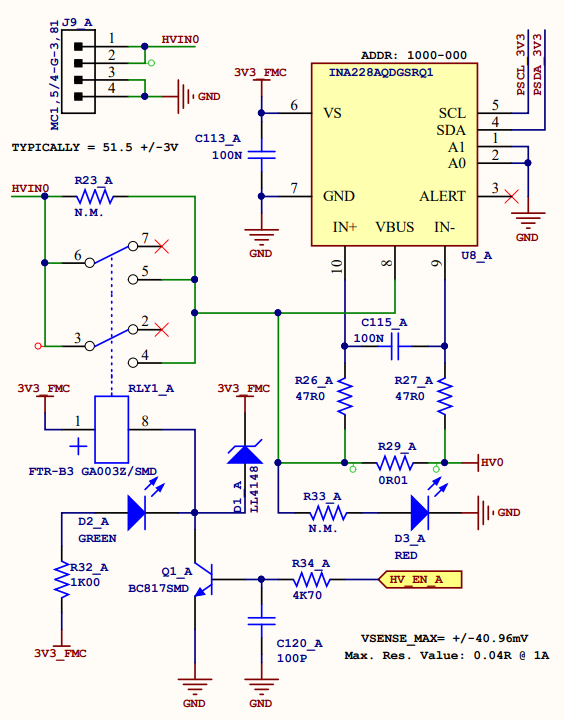 J9_A
MC1,5/4-G-3,81
1
2
3
4
HVIN0
GND
TYPICALLY = 51.5 +/-3V
ADDR: 1000-000
INA228AQDGSRQ1
PSCL_3V3
PSDA_3V3
3V3_FMC
C113_A
100N
GND
6
7
VS
GND
SCL
SDA
A1
A0
ALERT
5
4
1
2
3
IN+
VBUS
IN-
10
8
9
U8_A
GND
HVIN0
R23_A
N.M.
6
7
5
3
2
4
C115_A
100N
R26_A
47R0
R27_A
47R0
3V3_FMC
RLY1_A
1
8
FTR-B3 GA003Z/SMD
3V3_FMC
D1_A
LL4148
R29_A
0R01
HV0
R33_A
N.M.
D3_A
RED
GND
D2_A
GREEN
R32_A
1K00
3V3_FMC
Q1_A
BC817SMD
GND
R34_A
4K70
HV_EN_A
C120_A
100P
GND
VSENSE_MAX= +/-40.96mV
Max. Res. Value: 0.04R @ 1A